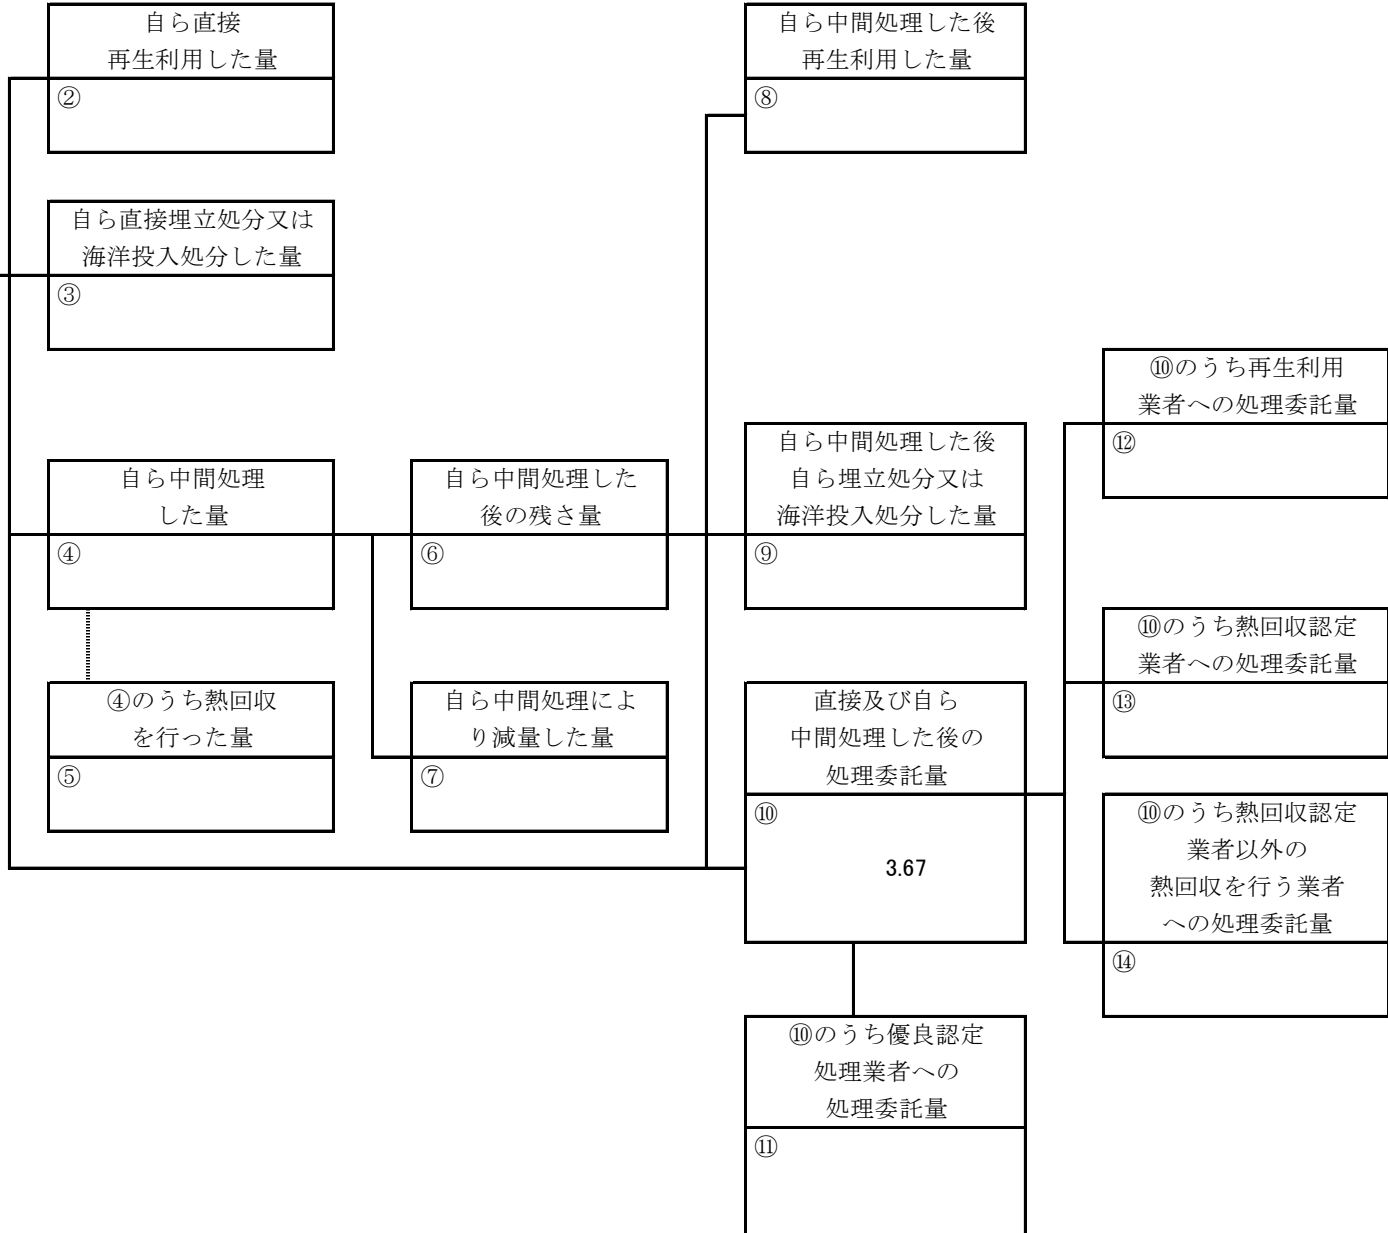 自ら直接
再生利用した量
②
自ら中間処理した後
再生利用した量
⑧
自ら直接埋立処分又は
海洋投入処分した量
③
⑩のうち再生利用
業者への処理委託量
⑫
自ら中間処理
した量
④
自ら中間処理した
後の残さ量
⑥
自ら中間処理した後
自ら埋立処分又は
海洋投入処分した量
⑨
⑩のうち熱回収認定
業者への処理委託量
⑬
④のうち熱回収
を行った量
⑤
自ら中間処理によ
り減量した量
⑦
直接及び自ら
中間処理した後の
処理委託量
⑩
3.67
⑩のうち熱回収認定
業者以外の
熱回収を行う業者
への処理委託量
⑭
⑩のうち優良認定
処理業者への
処理委託量
⑪